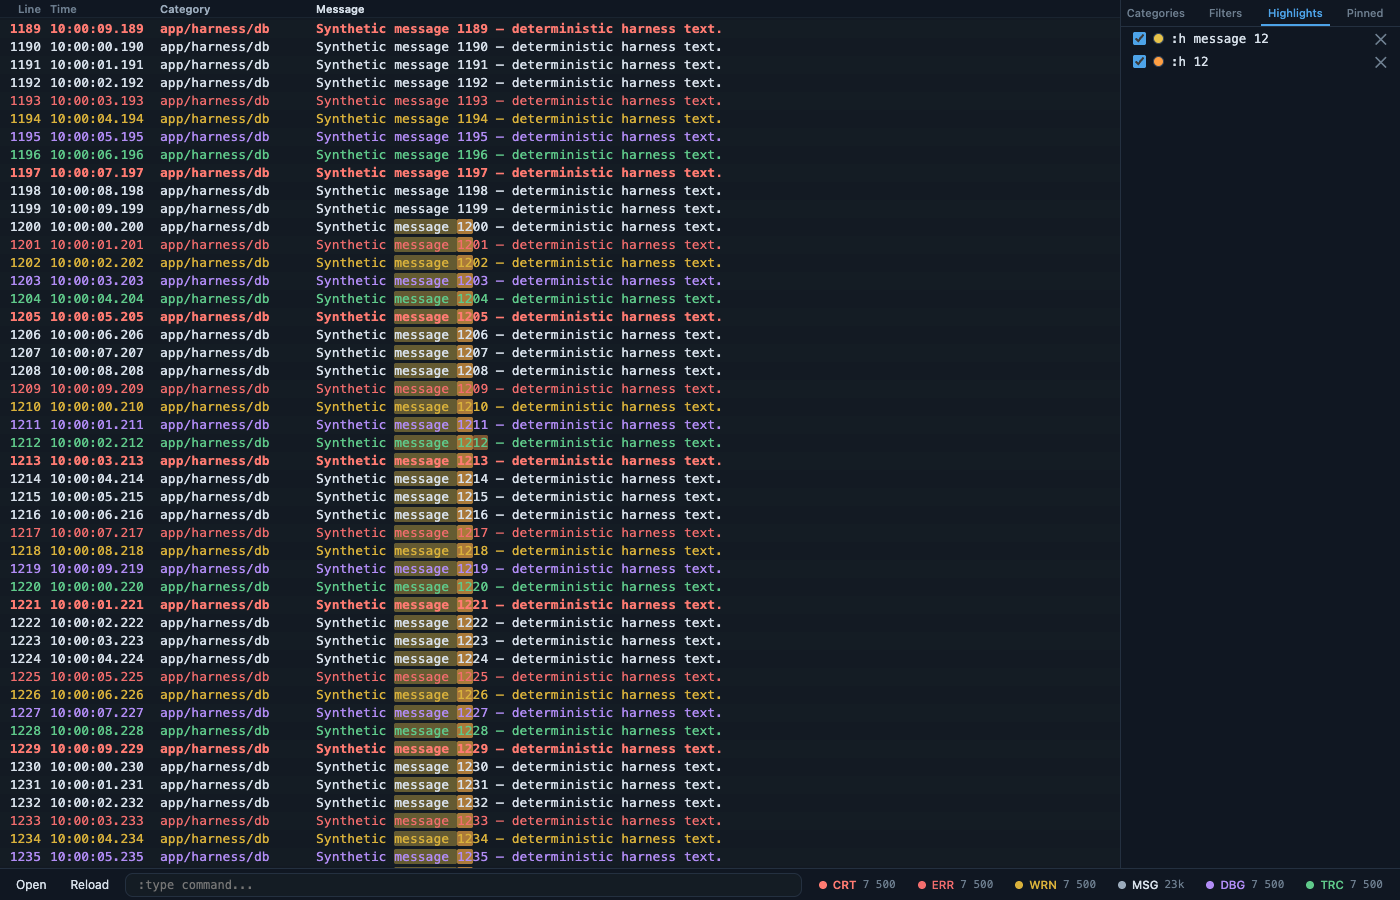 Line Time Category Message
1189 10:00:09.189 app/harness/db Synthetic message 1189 — deterministic harness text.
1190 10:00:00.190 app/harness/db Synthetic message 1190 — deterministic harness text.
1191 10:00:01.191 app/harness/db Synthetic message 1191 — deterministic harness text.
1192 10:00:02.192 app/harness/db Synthetic message 1192 — deterministic harness text.
1193 10:00:03.193 app/harness/db Synthetic message 1193 — deterministic harness text.
1194 10:00:04.194 app/harness/db Synthetic message 1194 — deterministic harness text.
1195 10:00:05.195 app/harness/db Synthetic message 1195 — deterministic harness text.
1196 10:00:06.196 app/harness/db Synthetic message 1196 — deterministic harness text.
1197 10:00:07.197 app/harness/db Synthetic message 1197 — deterministic harness text.
1198 10:00:08.198 app/harness/db Synthetic message 1198 — deterministic harness text.
1199 10:00:09.199 app/harness/db Synthetic message 1199 — deterministic harness text.
1200 10:00:00.200 app/harness/db Synthetic message 1200 — deterministic harness text.
1201 10:00:01.201 app/harness/db Synthetic message 1201 — deterministic harness text.
1202 10:00:02.202 app/harness/db Synthetic message 1202 — deterministic harness text.
1203 10:00:03.203 app/harness/db Synthetic message 1203 — deterministic harness text.
1204 10:00:04.204 app/harness/db Synthetic message 1204 — deterministic harness text.
1205 10:00:05.205 app/harness/db Synthetic message 1205 — deterministic harness text.
1206 10:00:06.206 app/harness/db Synthetic message 1206 — deterministic harness text.
1207 10:00:07.207 app/harness/db Synthetic message 1207 — deterministic harness text.
1208 10:00:08.208 app/harness/db Synthetic message 1208 — deterministic harness text.
1209 10:00:09.209 app/harness/db Synthetic message 1209 — deterministic harness text.
1210 10:00:00.210 app/harness/db Synthetic message 1210 — deterministic harness text.
1211 10:00:01.211 app/harness/db Synthetic message 1211 — deterministic harness text.
1212 10:00:02.212 app/harness/db Synthetic message 1212 — deterministic harness text.
1213 10:00:03.213 app/harness/db Synthetic message 1213 — deterministic harness text.
1214 10:00:04.214 app/harness/db Synthetic message 1214 — deterministic harness text.
1215 10:00:05.215 app/harness/db Synthetic message 1215 — deterministic harness text.
1216 10:00:06.216 app/harness/db Synthetic message 1216 — deterministic harness text.
1217 10:00:07.217 app/harness/db Synthetic message 1217 — deterministic harness text.
1218 10:00:08.218 app/harness/db Synthetic message 1218 — deterministic harness text.
1219 10:00:09.219 app/harness/db Synthetic message 1219 — deterministic harness text.
1220 10:00:00.220 app/harness/db Synthetic message 1220 — deterministic harness text.
1221 10:00:01.221 app/harness/db Synthetic message 1221 — deterministic harness text.
1222 10:00:02.222 app/harness/db Synthetic message 1222 — deterministic harness text.
1223 10:00:03.223 app/harness/db Synthetic message 1223 — deterministic harness text.
1224 10:00:04.224 app/harness/db Synthetic message 1224 — deterministic harness text.
1225 10:00:05.225 app/harness/db Synthetic message 1225 — deterministic harness text.
1226 10:00:06.226 app/harness/db Synthetic message 1226 — deterministic harness text.
1227 10:00:07.227 app/harness/db Synthetic message 1227 — deterministic harness text.
1228 10:00:08.228 app/harness/db Synthetic message 1228 — deterministic harness text.
1229 10:00:09.229 app/harness/db Synthetic message 1229 — deterministic harness text.
1230 10:00:00.230 app/harness/db Synthetic message 1230 — deterministic harness text.
1231 10:00:01.231 app/harness/db Synthetic message 1231 — deterministic harness text.
1232 10:00:02.232 app/harness/db Synthetic message 1232 — deterministic harness text.
1233 10:00:03.233 app/harness/db Synthetic message 1233 — deterministic harness text.
1234 10:00:04.234 app/harness/db Synthetic message 1234 — deterministic harness text.
1235 10:00:05.235 app/harness/db Synthetic message 1235 — deterministic harness text.
Categories Filters Highlights Pinned
:h message 12
:h 12
Open Reload :type command... CRT 7 500 ERR 7 500 WRN 7 500 MSG 23k DBG 7 500 TRC 7 500